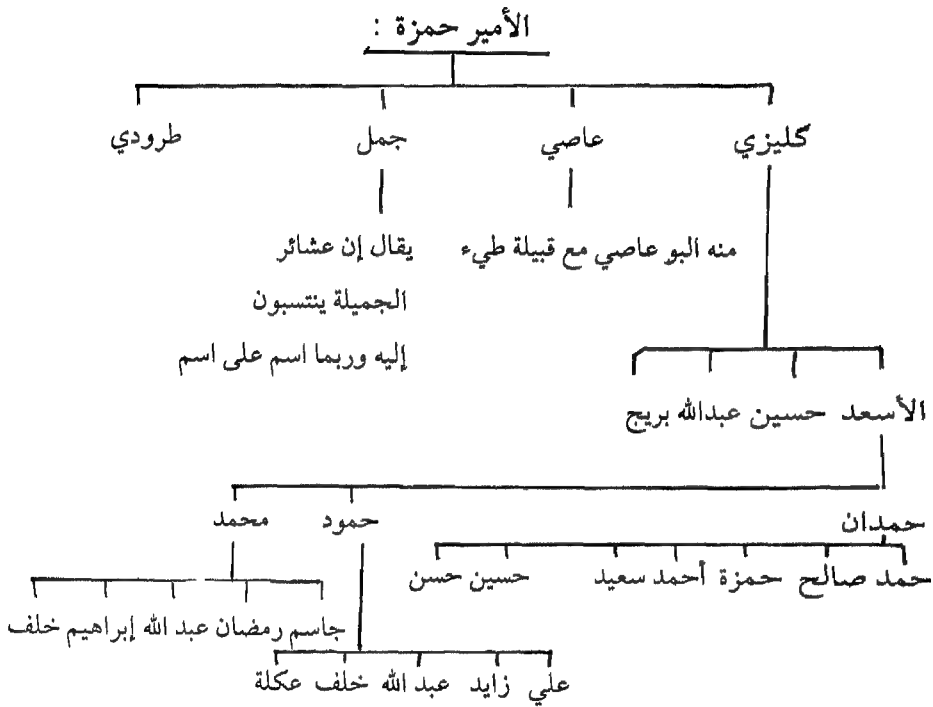 الأمير حمزة :
گليزي عاصي جمل طرودي
منه البو عاصي مع قبيلة طيء يقال إن عشائر
الجميلة ينتسبون
إليه وربما اسم على اسم
الأسعد حسين عبدالله بريج
حمدان حمود محمد
حمد صالح حمزة أحمد سعيد حسين حسن
جاسم رمضان عبد الله إبراهيم خلف
علي زايد عبد الله خلف عكلة